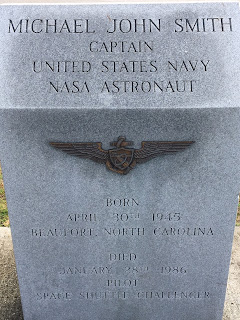 MICHAEL JOHN SMITH
CAPTAIN
UNITED STATES NAVY
NASA ASTRONAUT
BORN
APRIL 30TH 1945
BEAUFORT, NORTH CAROLINA
DIED
JANUARY 28TH 1986
PILOT
SPACE SHUTTLE CHALLENGER